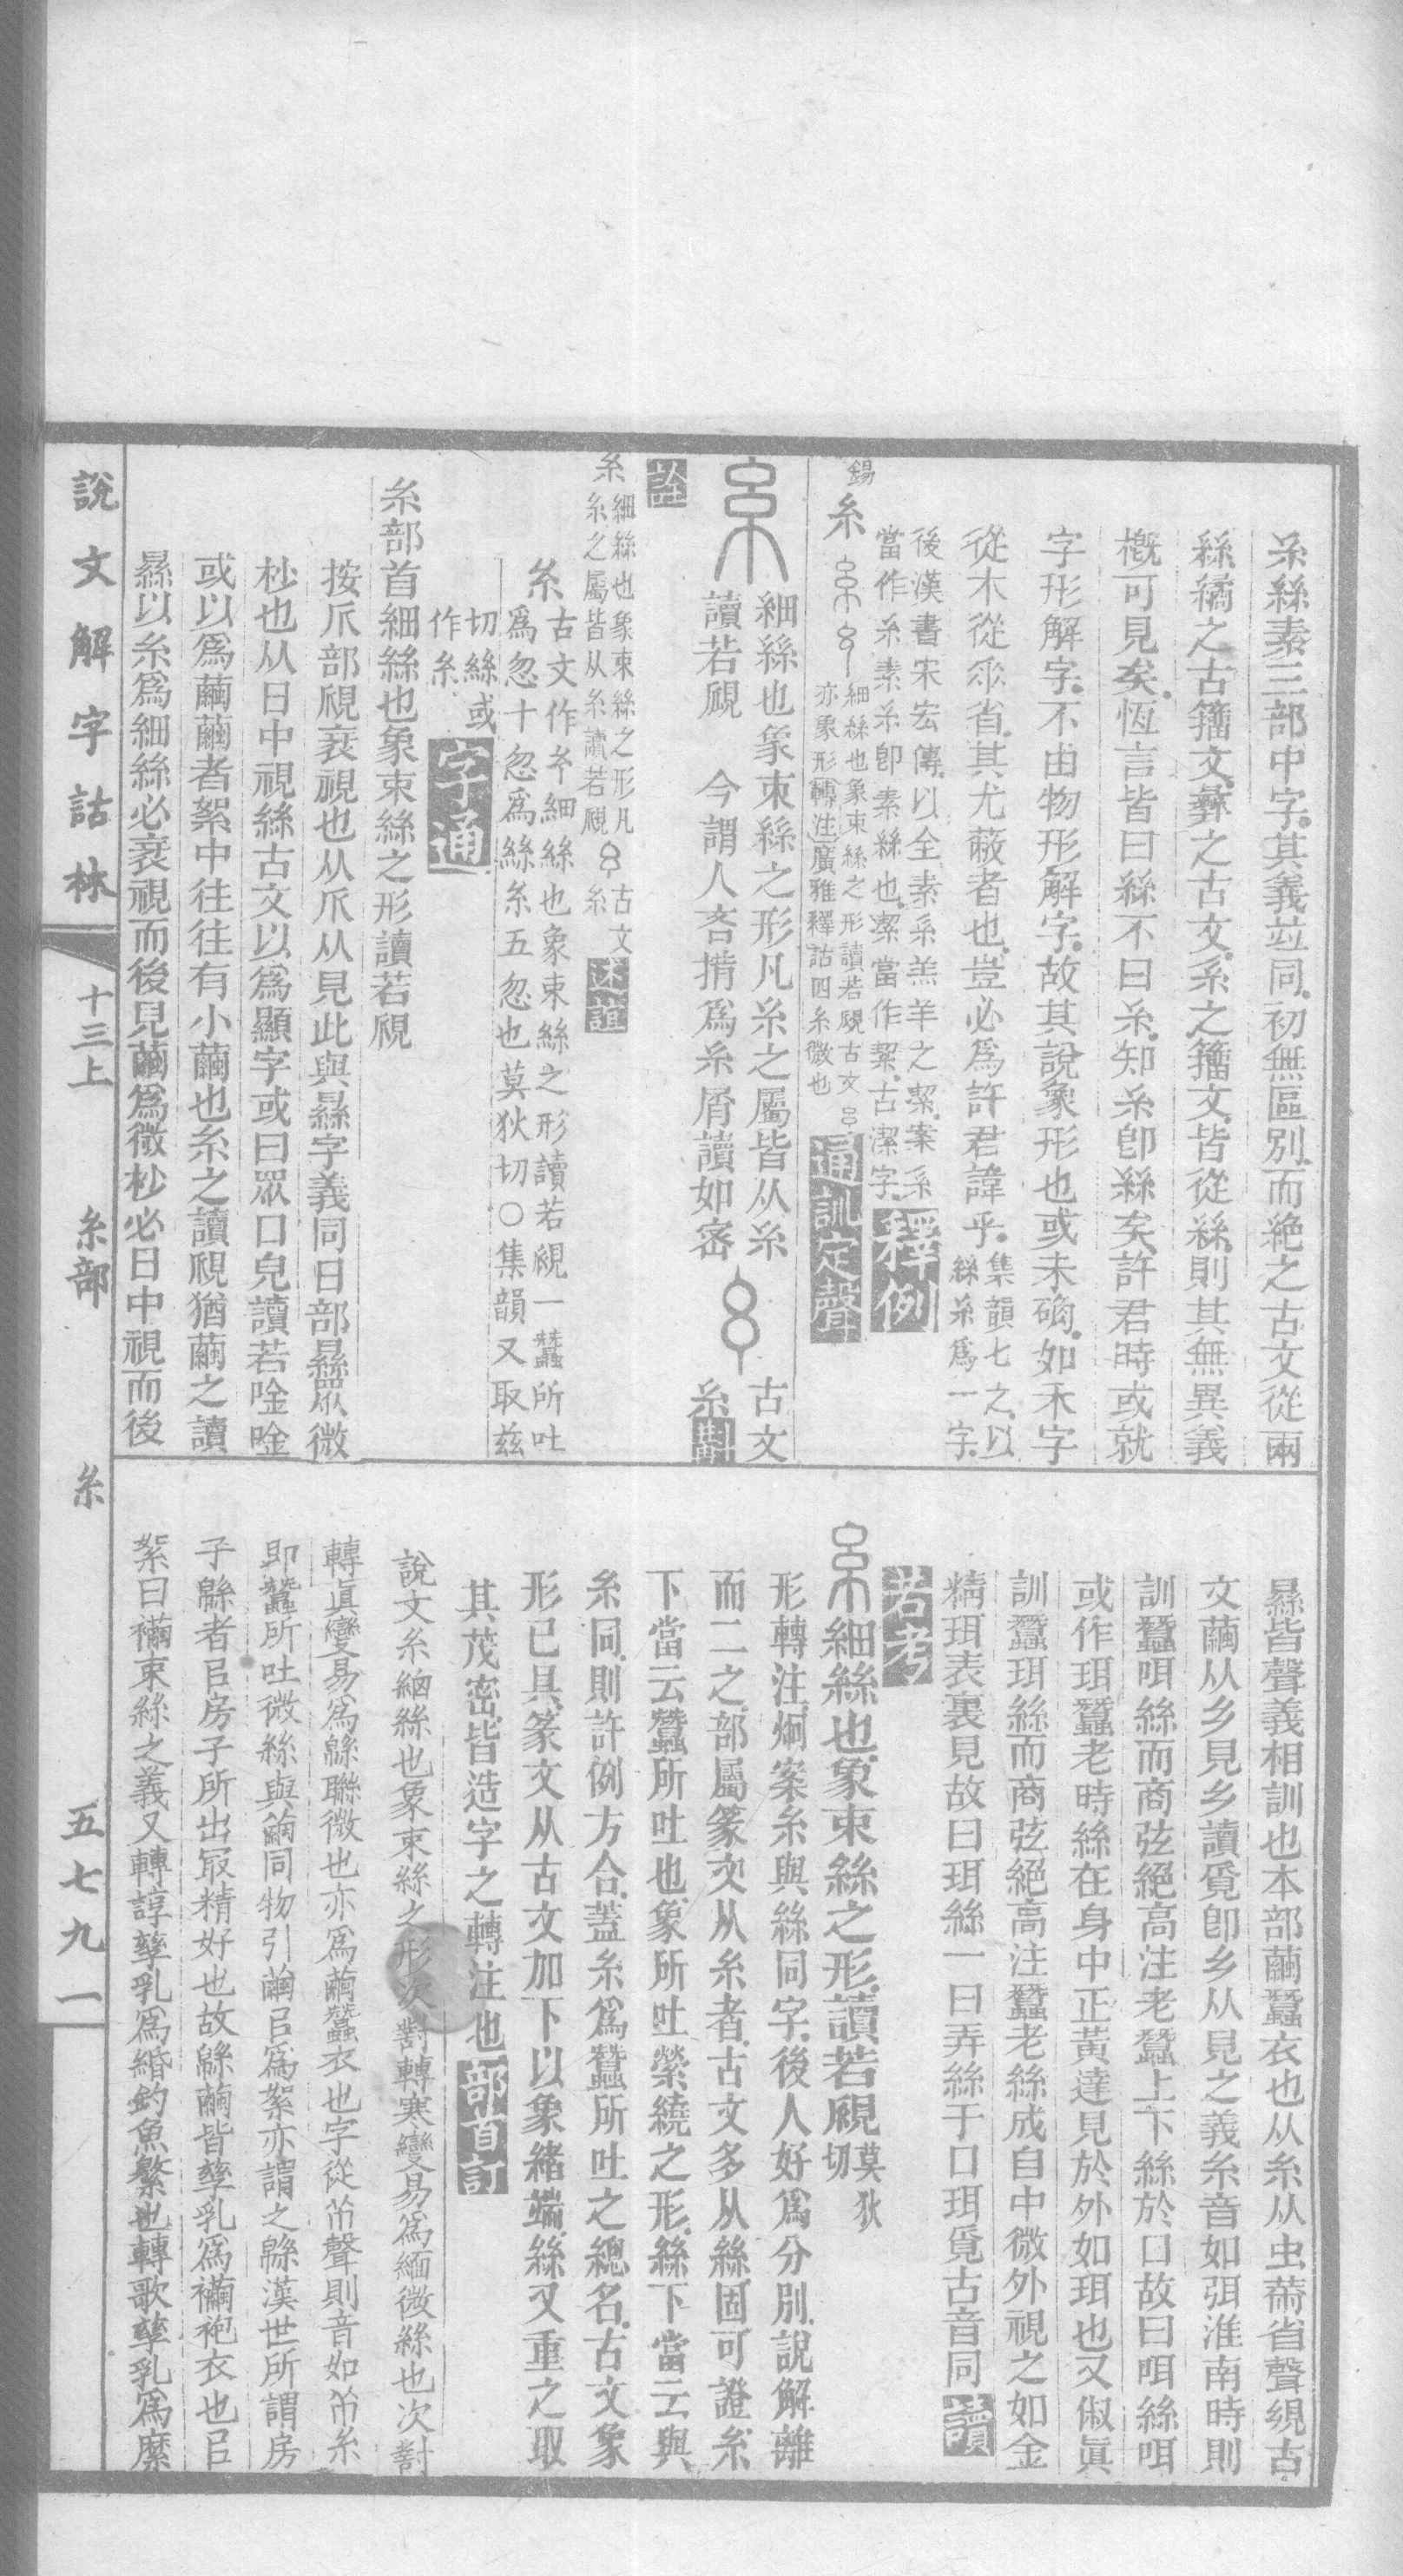 糸絲素三部中字其義竝同初無區別而絶之古文從兩
絲繘之古籒文彝之古文系之籒文皆從絲則其無異義
槪可見矣恆言皆曰絲不曰糸知糸卽絲矣許君時或就
字形解字不由物形解字故其說象形也或未确如禾字
從木從𠂹省其尤蔽者也豈必爲許君諱乎集韻七之以
絲糸爲一字
後漢書宋宏傳以全素糸羔羊之絜案糸
當作糸素糸卽素絲也潔當作絜古潔字釋例
錫
糸細絲也象束絲之形讀若覛古文
亦象形轉注廣雅釋詁四糸微也通訓定聲
細絲也象束絲之形凡糸之屬皆从糸
讀若覛 今謂人吝揹爲糸屑讀如宻
古文
糸斠
詮
糸細絲也象束絲之形凡
糸之屬皆从糸讀若覛古文
糸述誼
糸古文作幺細絲也象束絲之形讀若覛一蠶所吐
爲忽十忽爲絲糸五忽也莫狄切○集韻又取兹
切絲或
作糸字通
糸部首細絲也象束絲之形讀若覛
按𠂢部覛衺視也从𠂢从見此與㬎字義同日部㬎眾微
杪也从日中視絲古文以爲顯字或曰眾口皃讀若唫唫
或以爲繭繭者絮中往往有小繭也糸之讀覛猶繭之讀
㬎以糸爲細絲必衺視而後見繭爲微杪必日中視而後
㬎皆聲義相訓也本部繭蠶衣也从糸从虫黹省聲絸古
文繭从糸見糸讀覓卽糸从見之義糸音如弭淮南時則
訓蠶咡絲而商弦絕高注老蠶上下絲於口故曰咡絲咡
或作珥蠶老時絲在身中正黃達見於外如珥也又俶眞
訓蠶珥絲而商弦絕高注蠶老絲成自中微外視之如金
精珥表裏見故曰珥絲一曰弄絲于口珥覓古音同讀
若考
細絲也象束絲之形讀若覛莫狄
切
形轉注炯案糸與絲同字後人好爲分別說解離
而二之部屬篆文从糸者古文多从絲固可證糸
下當云蠶所吐也象所吐縈繞之形絲下當云與
糸同則許例方合蓋糸爲蠶所吐之總名古文象
形已具篆文从古文加下以象緒端絲又重之取
其茂密皆造字之轉注也部首訂
說文糸細絲也象束絲之形次對轉寒變易爲緬微絲也次對
轉眞變易爲緜聯微也亦爲繭蠶衣也字從芇聲則音如芇糸
即蠶所吐微絲與繭同物引繭㠯爲絮亦謂之緜漢世所謂房
子緜者㠯房子所出冣精好也故緜繭皆孳乳爲襺袍衣也㠯
絮曰襺束絲之義又轉諄孳乳爲緡釣魚繁也轉歌孳乳爲縻
說文解字詁林
十三上
糸部
糸
五七九一